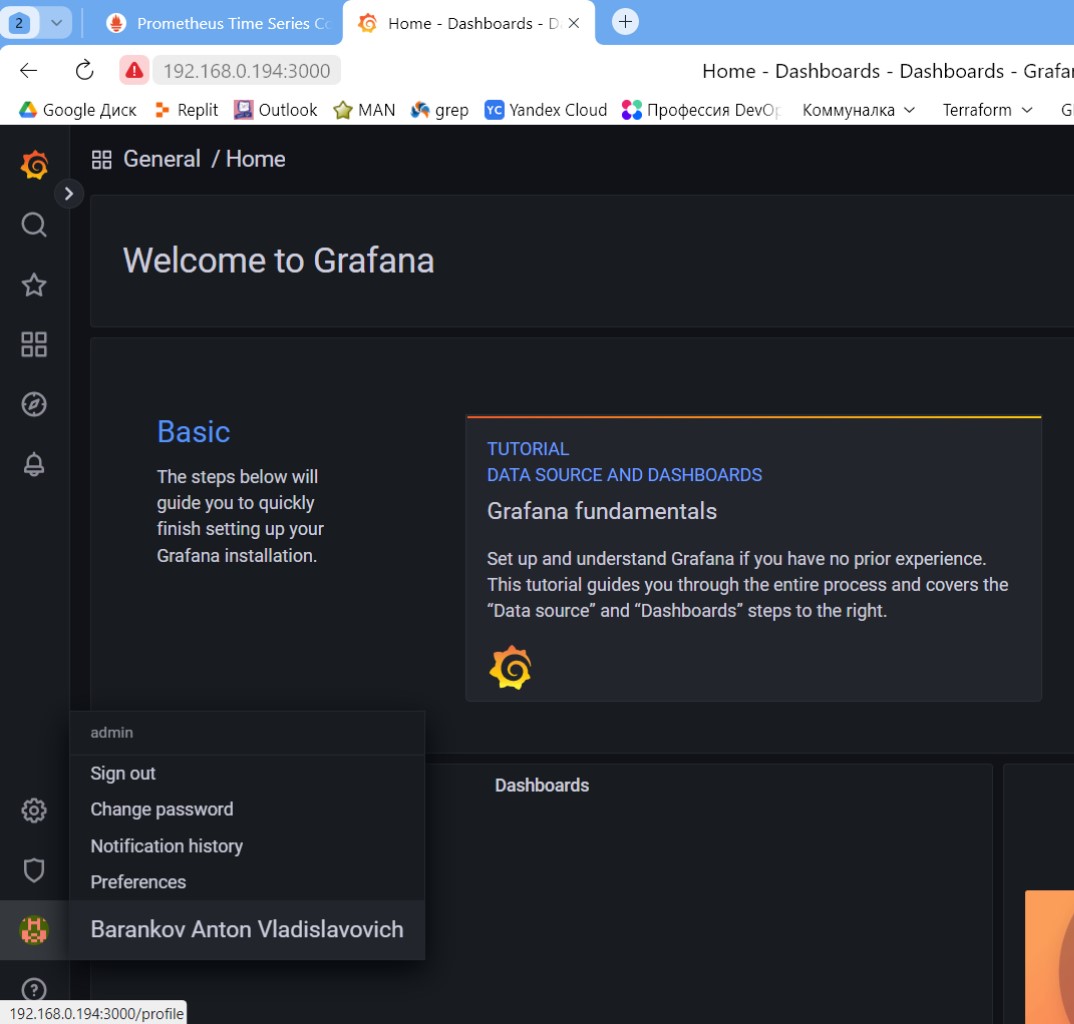 2
Prometheus Time Series Co
Home - Dashboards - D
192.168.0.194:3000
Home - Dashboards - Dashboards - Grafan
Google Диск
Replit
Outlook
MAN
grep
YC Yandex Cloud
Профессия DevOp
Коммуналка
Terraform
General / Home
Welcome to Grafana
Basic
The steps below will
guide you to quickly
finish setting up your
Grafana installation.
TUTORIAL
DATA SOURCE AND DASHBOARDS
Grafana fundamentals
Set up and understand Grafana if you have no prior experience.
This tutorial guides you through the entire process and covers the
“Data source” and “Dashboards” steps to the right.
admin
Sign out
Change password
Notification history
Preferences
Barankov Anton Vladislavovich
Dashboards
192.168.0.194:3000/profile